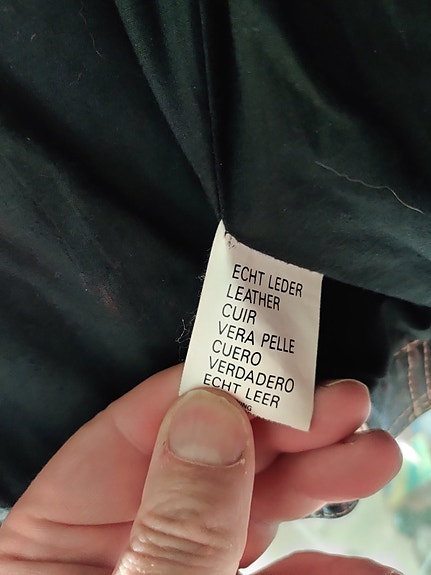 ECHT LEDER
LEATHER
CUIR
VERA PELLE
CUERO
VERDADERO
ECHT LEER